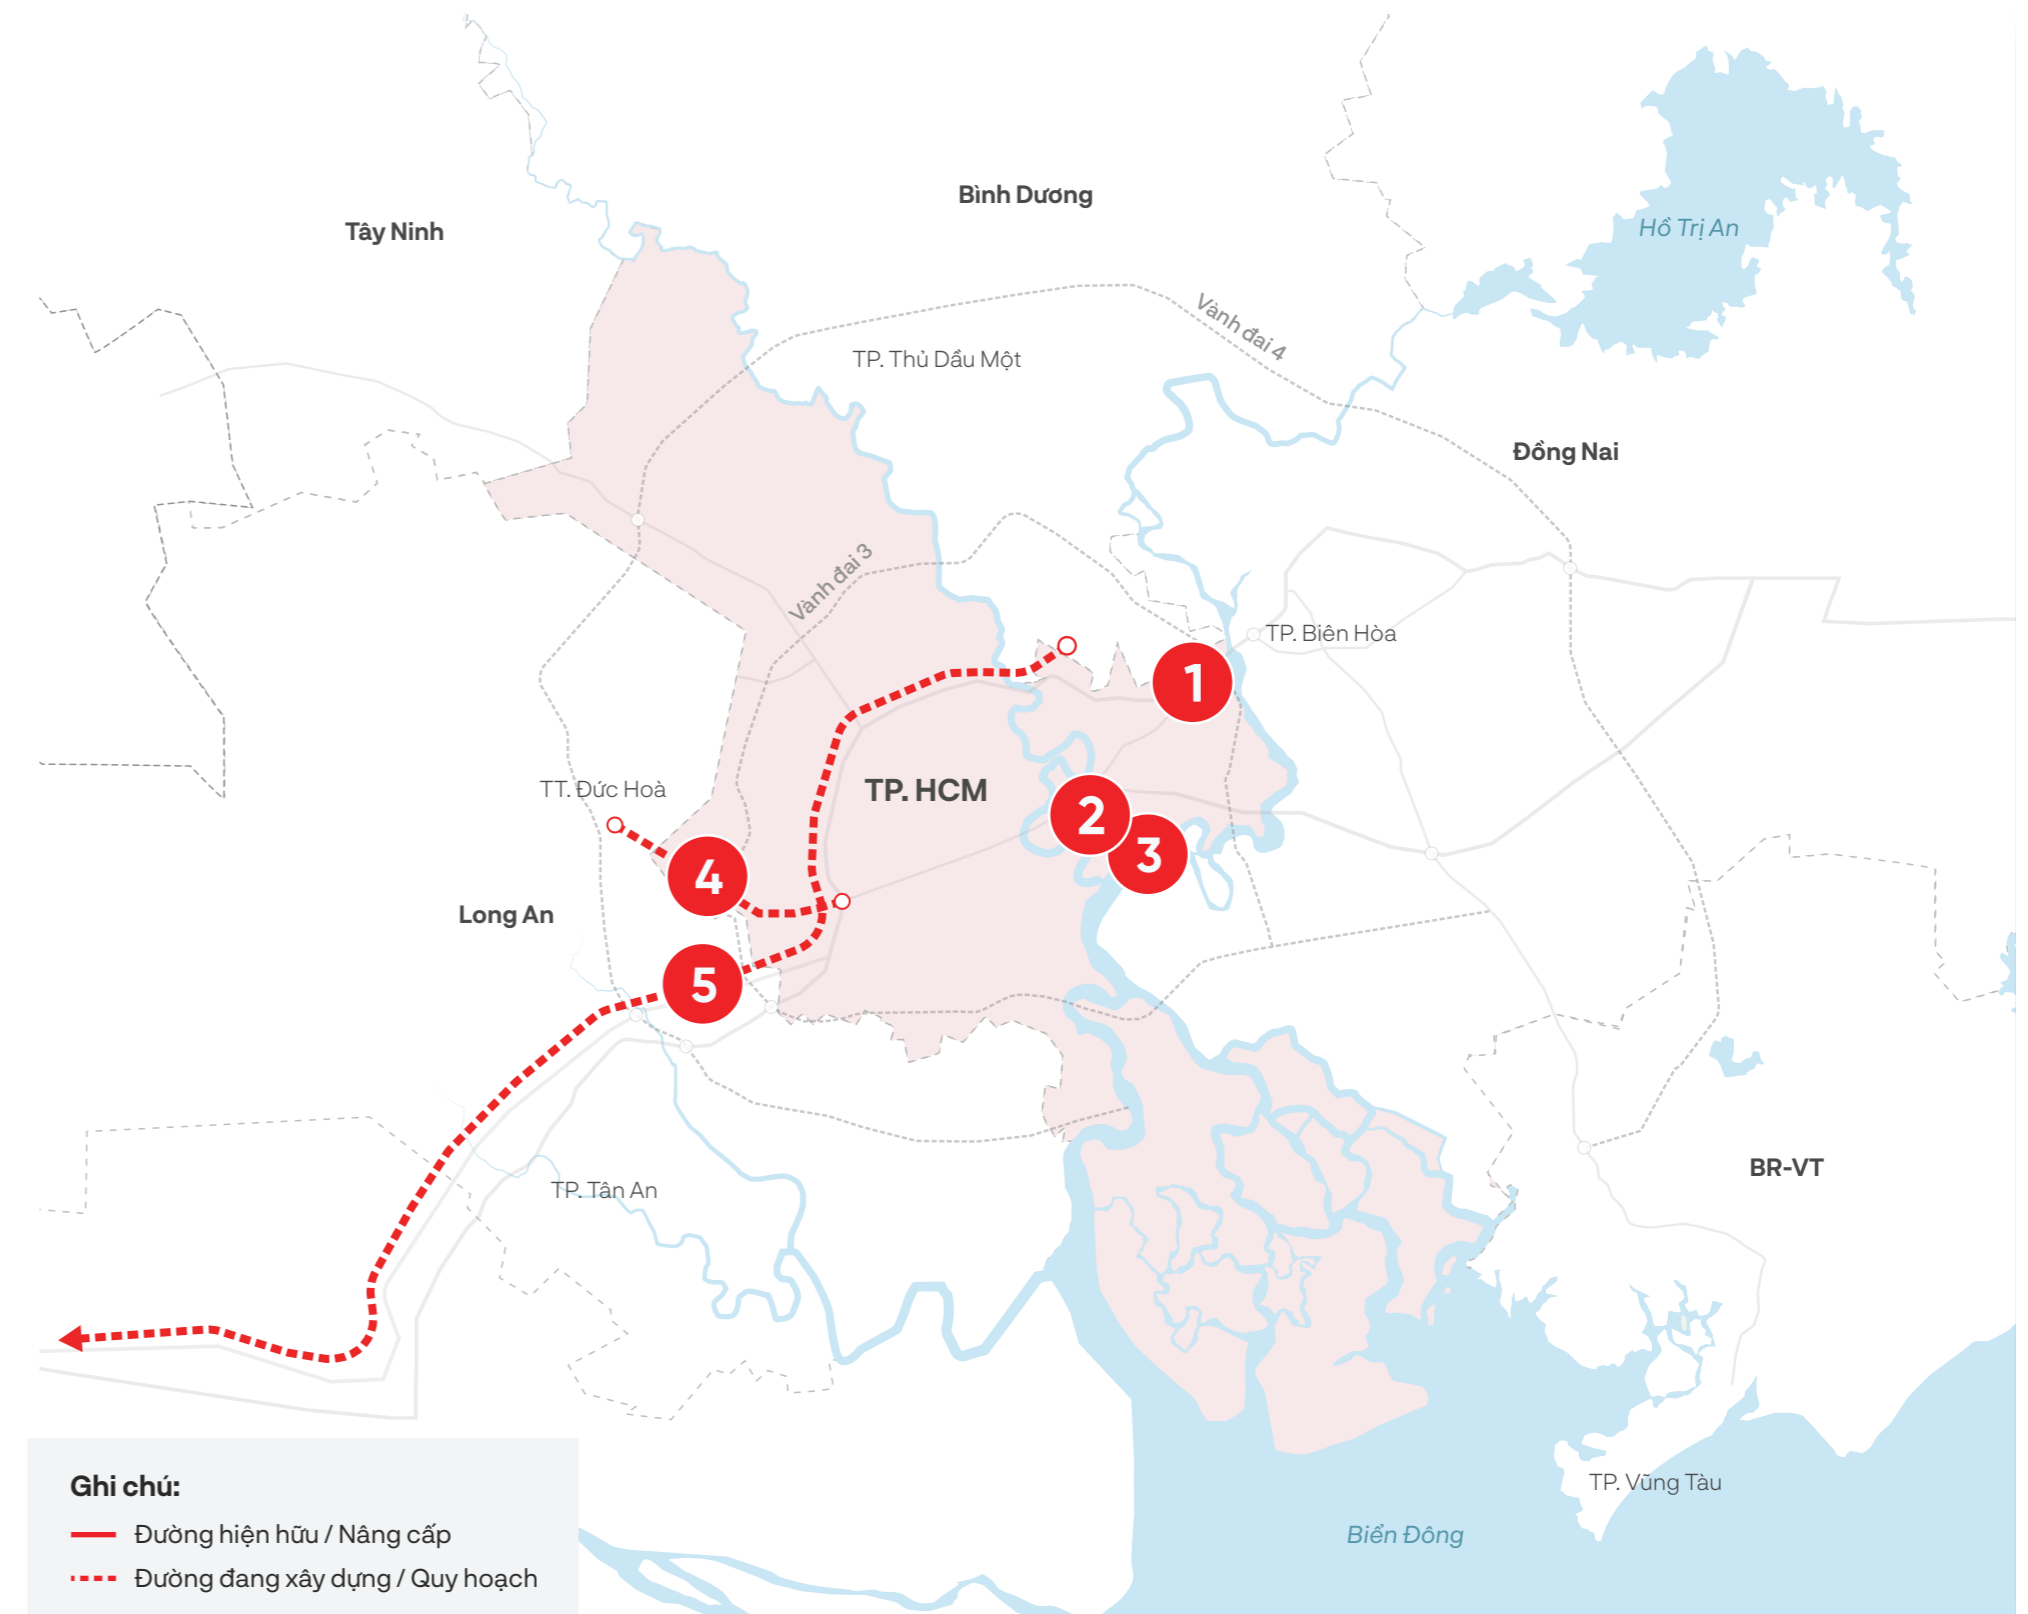 Bình Dương
Tây Ninh
Hồ Trị An
Vành đai 4
TP. Thủ Dầu Một
Đồng Nai
Vành đai 3
TP. Biên Hòa
1
TT. Đức Hoà
TP. HCM
2
3
4
Long An
5
BR-VT
TP. Tân An
Ghi chú:
TP. Vũng Tàu
Đường hiện hữu / Nâng cấp
Biển Đông
Đường đang xây dựng / Quy hoạch